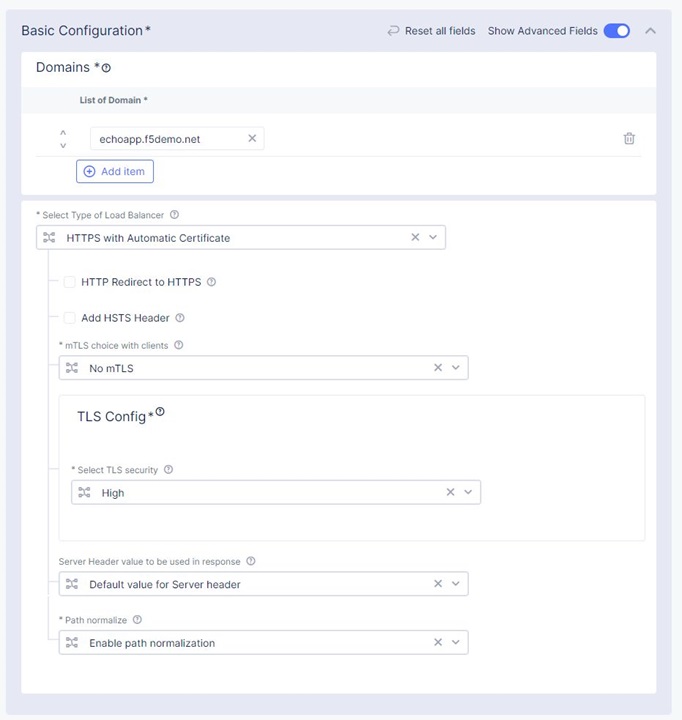 Basic Configuration*
Reset all fields
Show Advanced Fields
Domains *
List of Domain *
echoapp.f5demo.net
Add item
* Select Type of Load Balancer
HTTPS with Automatic Certificate
HTTP Redirect to HTTPS
Add HSTS Header
* mTLS choice with clients
No mTLS
TLS Config*
* Select TLS security
High
Server Header value to be used in response
Default value for Server header
* Path normalize
Enable path normalization